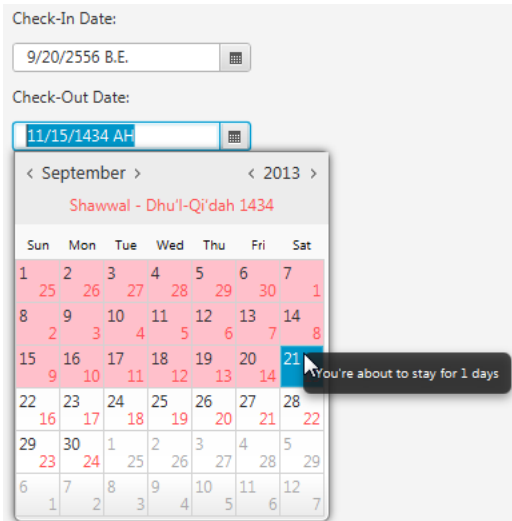 Check-In Date:
9/20/2556 B.E.
Check-Out Date:
11/15/1434 AH
< September > < 2013 >
Shawwal - Dhu'l-Qi'dah 1434
Sun Mon Tue Wed Thu Fri Sat
1 2 3 4 5 6 7
25 26 27 28 29 30 1
8 9 10 11 12 13 14
2 3 4 5 6 7 8
15 16 17 18 19 20 21
9 10 11 12 13 14
You're about to stay for 1 days
22 23 24 25 26 27 28
16 17 18 19 20 21 22
29 30 1 2 3 4 5
23 24 25 26 27 28 29
6 7 8 9 10 11 12
1 2 3 4 5 6 7